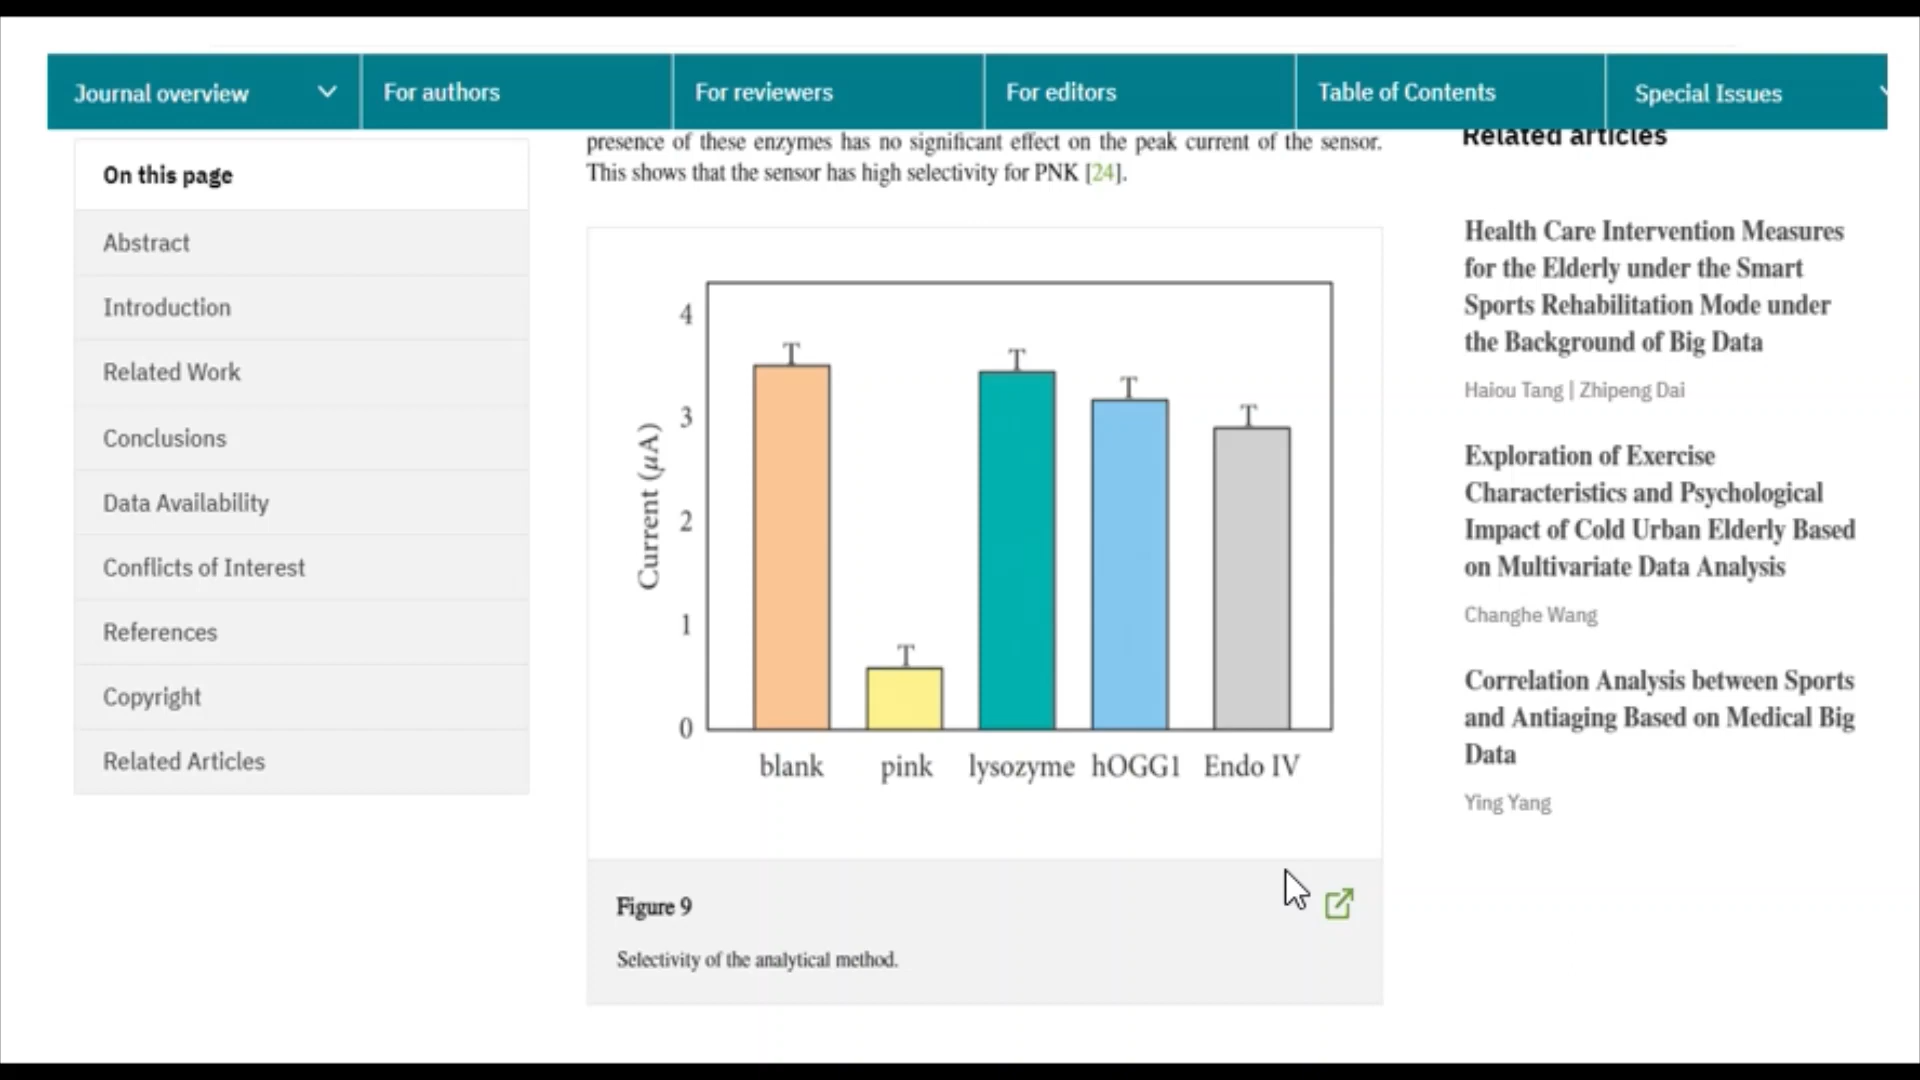 Journal overview
For authors
For reviewers
For editors
Table of Contents
Special Issues
On this page
Abstract
Introduction
Related Work
Conclusions
Data Availability
Conflicts of Interest
References
Copyright
Related Articles
presence of these enzymes has no significant effect on the peak current of the sensor.
This shows that the sensor has high selectivity for PNK [24].
Current (μA)
4
3
2
1
0
blank
pink
lysozyme
hOGG1
Endo IV
Figure 9
Selectivity of the analytical method.
Related articles
Health Care Intervention Measures
for the Elderly under the Smart
Sports Rehabilitation Mode under
the Background of Big Data
Haiou Tang | Zhipeng Dai
Exploration of Exercise
Characteristics and Psychological
Impact of Cold Urban Elderly Based
on Multivariate Data Analysis
Changhe Wang
Correlation Analysis between Sports
and Antiaging Based on Medical Big
Data
Ying Yang